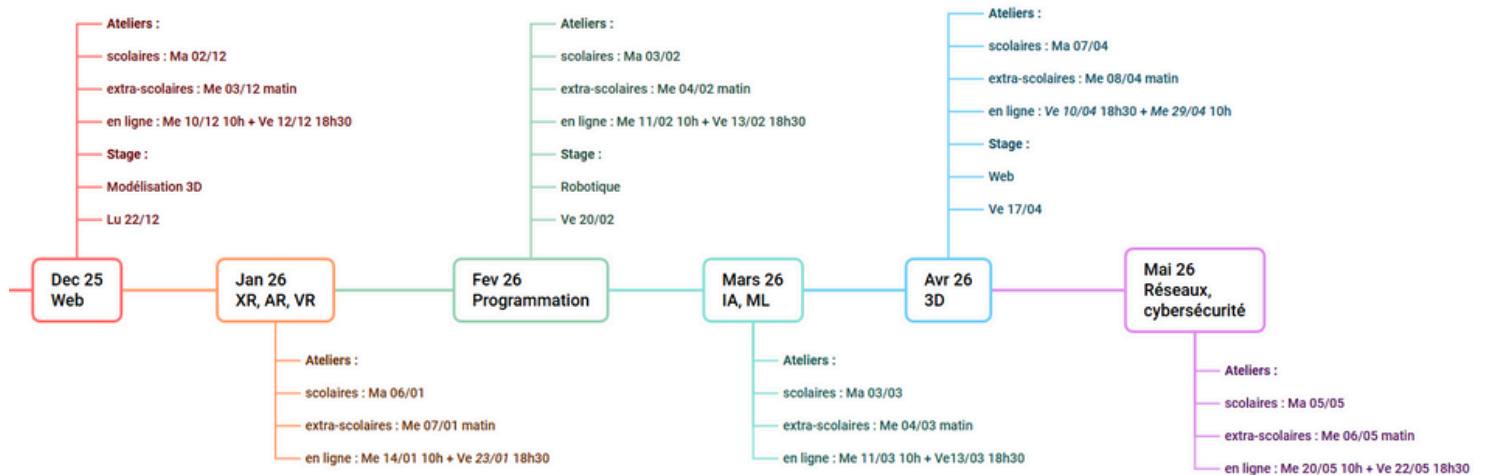 Ateliers :
scolaires : Ma 02/12
extra-scolaires : Me 03/12 matin
en ligne : Me 10/12 10h + Ve 12/12 18h30
Stage :
Modélisation 3D
Lu 22/12
Dec 25
Web
Jan 26
XR, AR, VR
Ateliers :
scolaires : Ma 06/01
extra-scolaires : Me 07/01 matin
en ligne : Me 14/01 10h + Ve 23/01 18h30
Ateliers :
scolaires : Ma 03/02
extra-scolaires : Me 04/02 matin
en ligne : Me 11/02 10h + Ve 13/02 18h30
Stage :
Robotique
Ve 20/02
Fev 26
Programmation
Mars 26
IA, ML
Ateliers :
scolaires : Ma 03/03
extra-scolaires : Me 04/03 matin
en ligne : Me 11/03 10h + Ve13/03 18h30
Ateliers :
scolaires : Ma 07/04
extra-scolaires : Me 08/04 matin
en ligne : Ve 10/04 18h30 + Me 29/04 10h
Stage :
Web
Ve 17/04
Avr 26
3D
Mai 26
Réseaux,
cybersécurité
Ateliers :
scolaires : Ma 05/05
extra-scolaires : Me 06/05 matin
en ligne : Me 20/05 10h + Ve 22/05 18h30